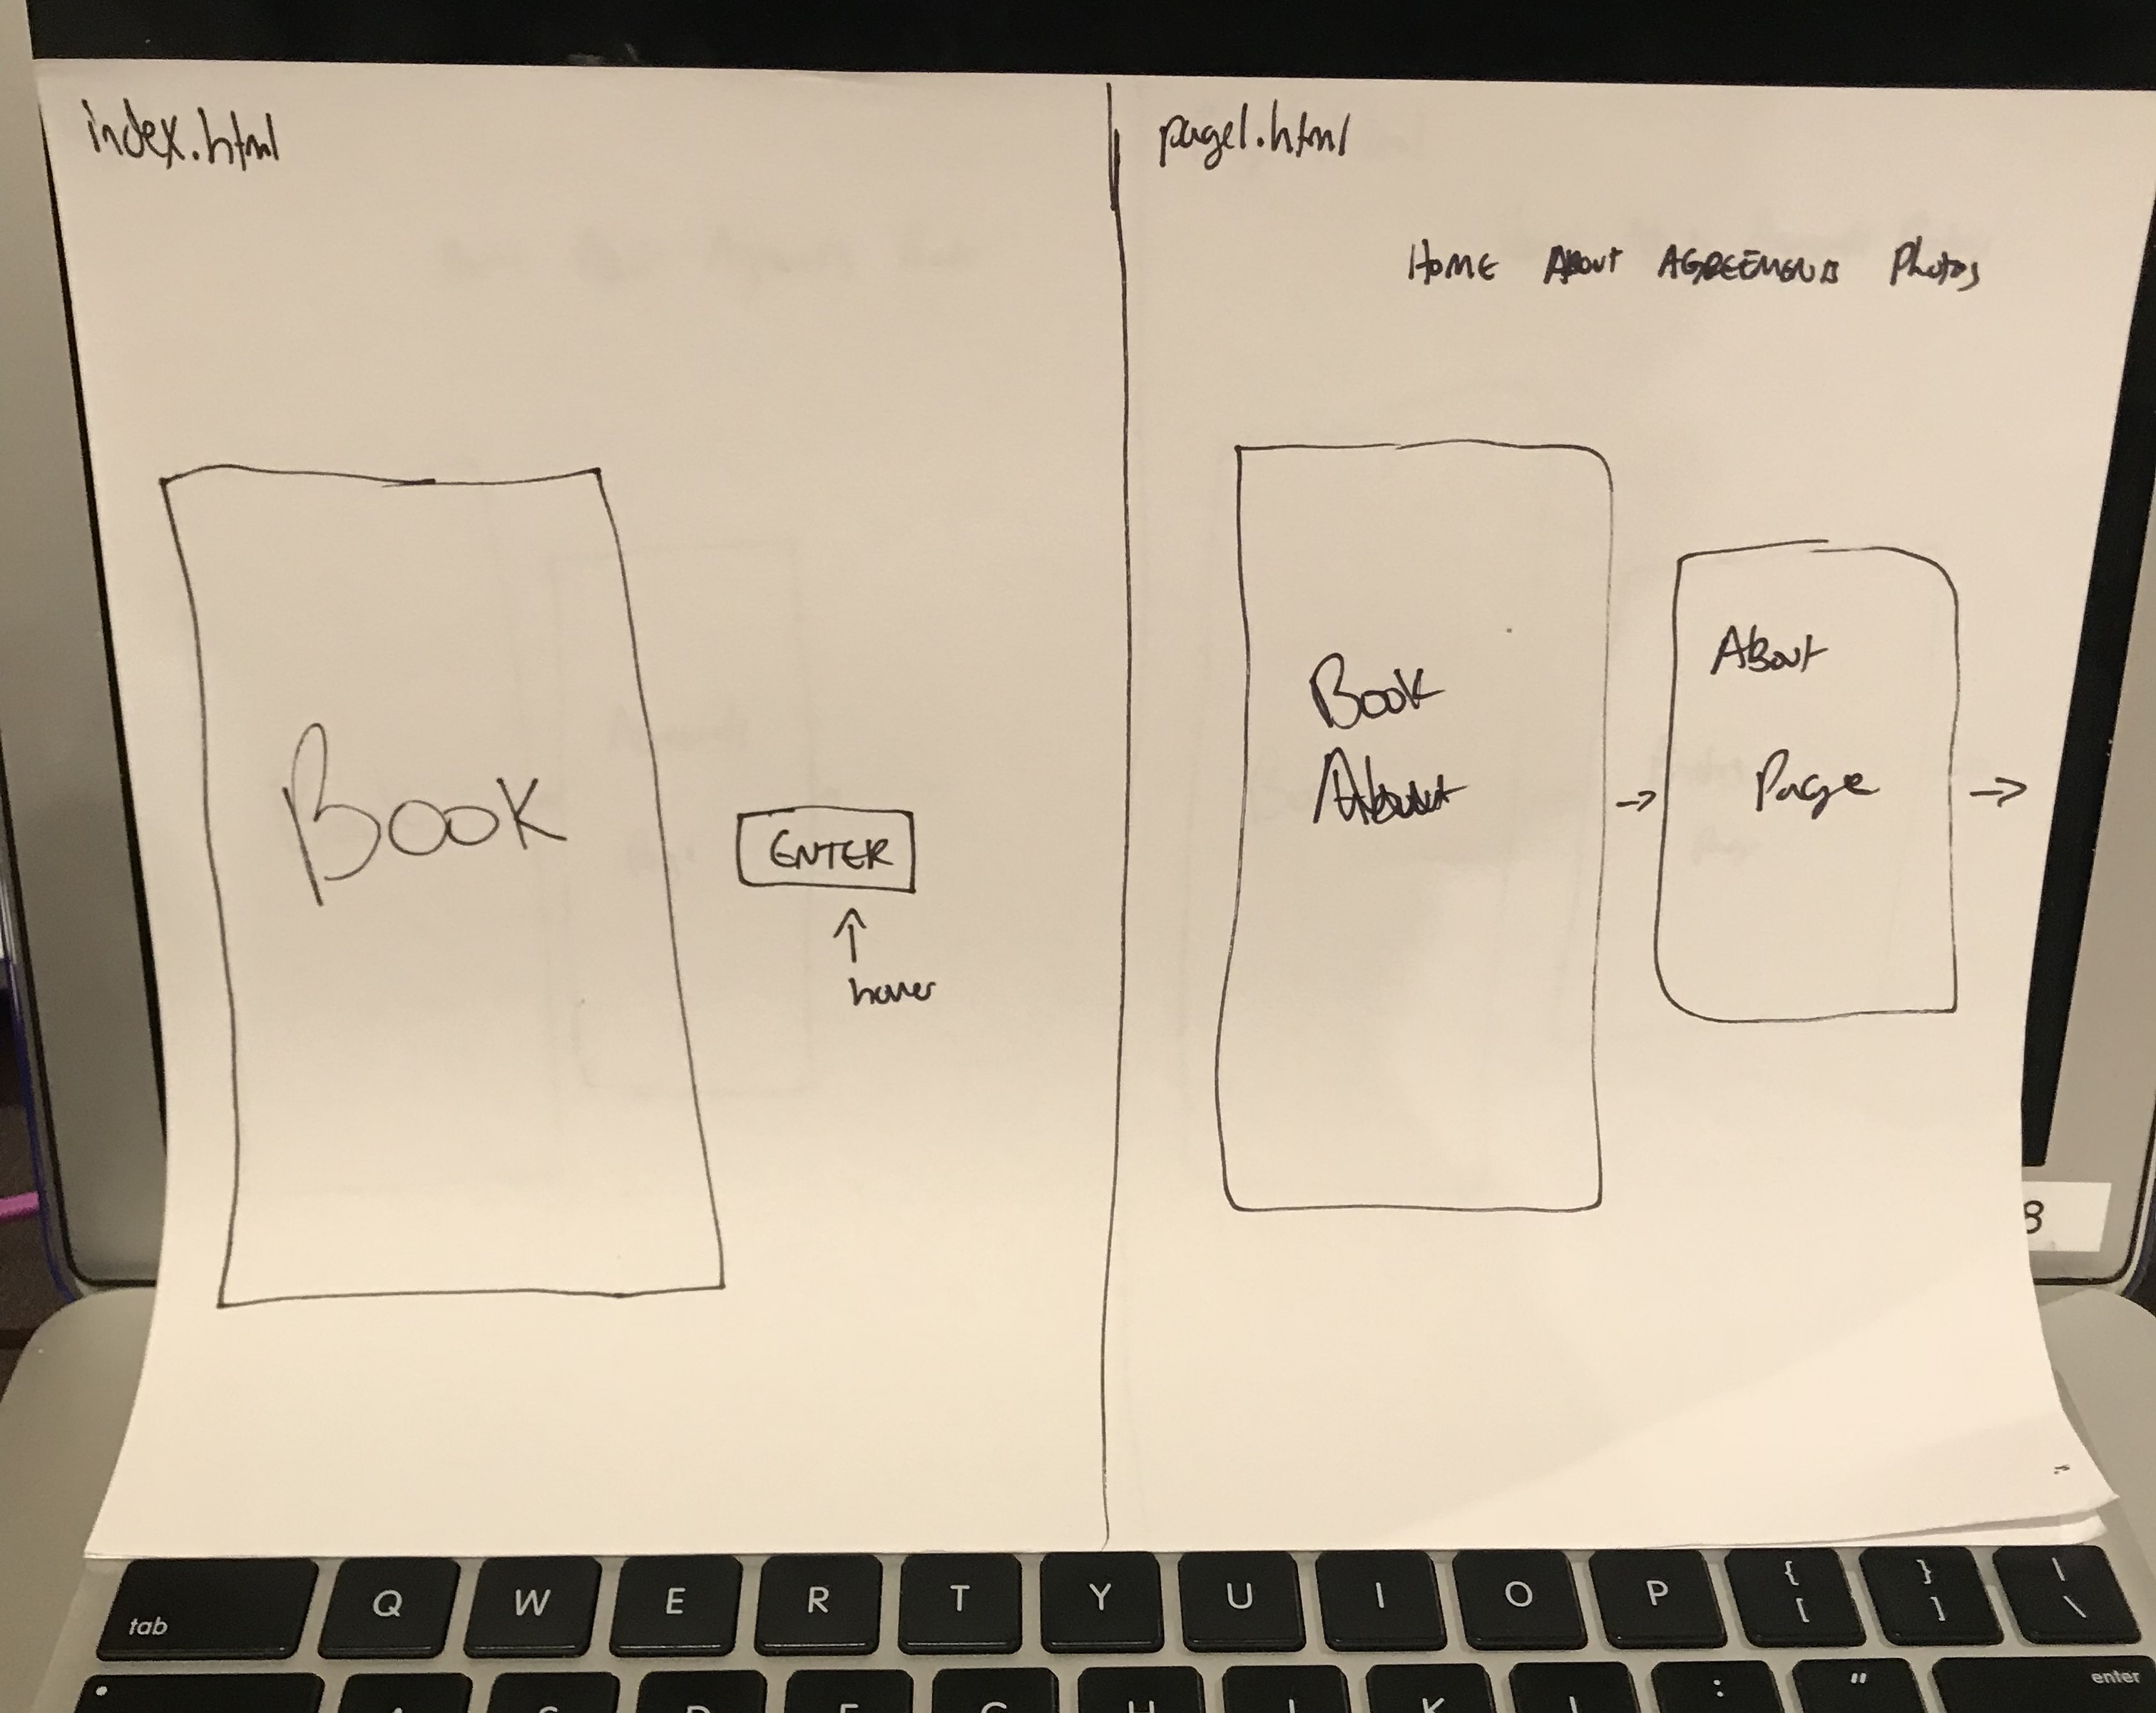 index.html
Book
ENTER
↑
hover
page1.html
HOME ABOUT AGREEMENTS Photos
Book
About
→
About
Page
→
8
tab Q W E R T Y U I O P { [ } ] | \
: " enter